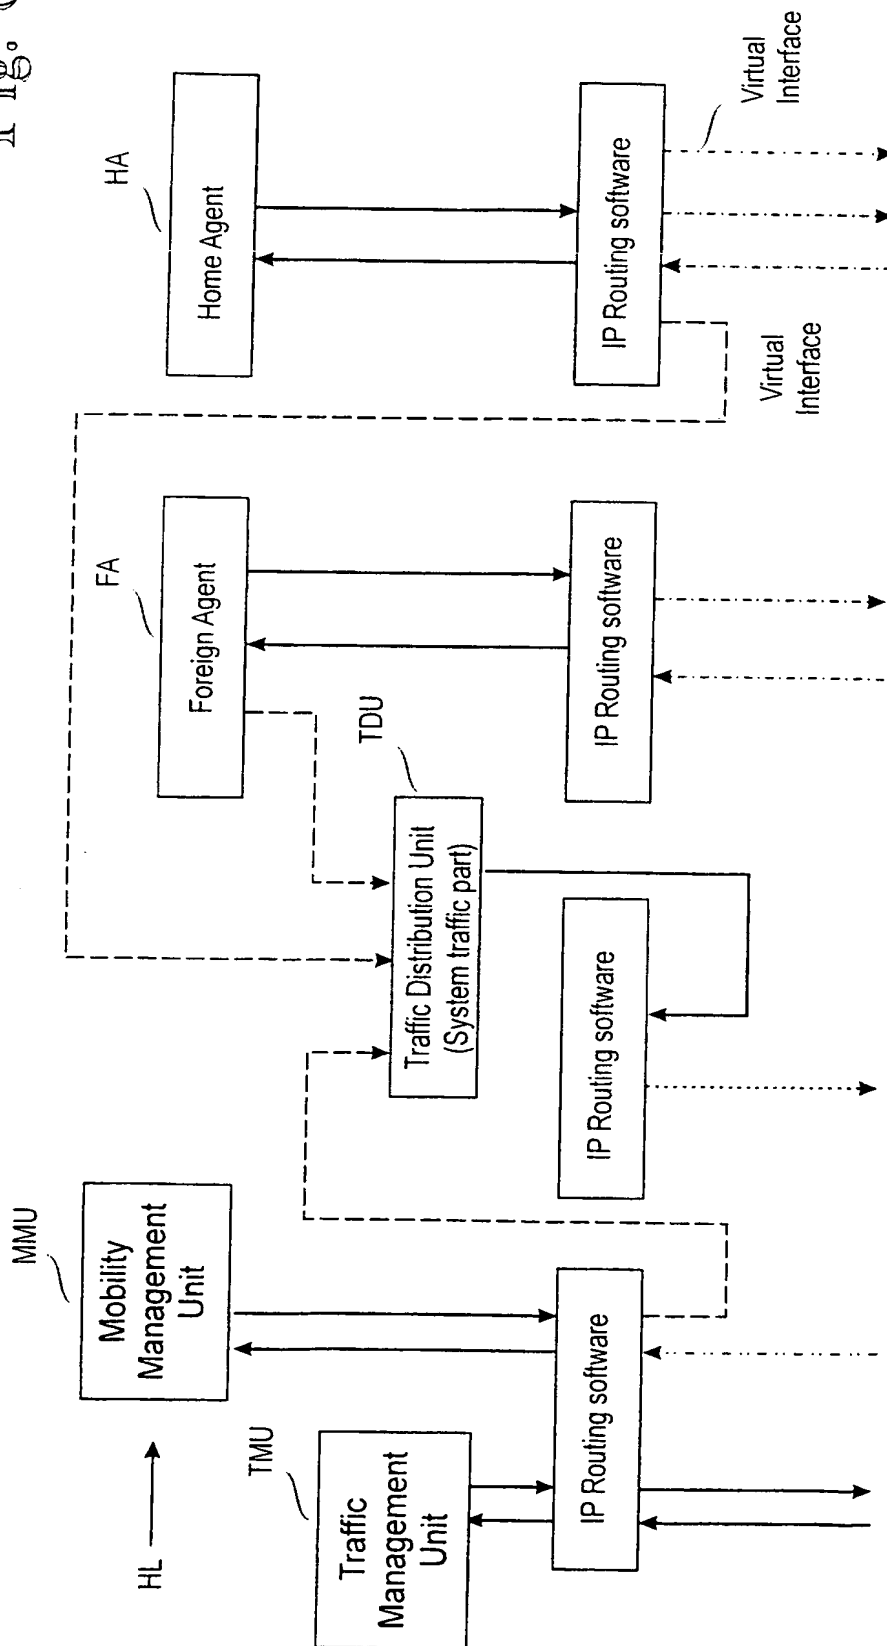 Fig.
HL
MMU
Mobility
Management
Unit
TMU
Traffic
Management
Unit
IP Routing software
TDU
Traffic Distribution Unit
(System traffic part)
IP Routing software
FA
Foreign Agent
IP Routing software
HA
Home Agent
IP Routing software
Virtual
Interface
Virtual
Interface